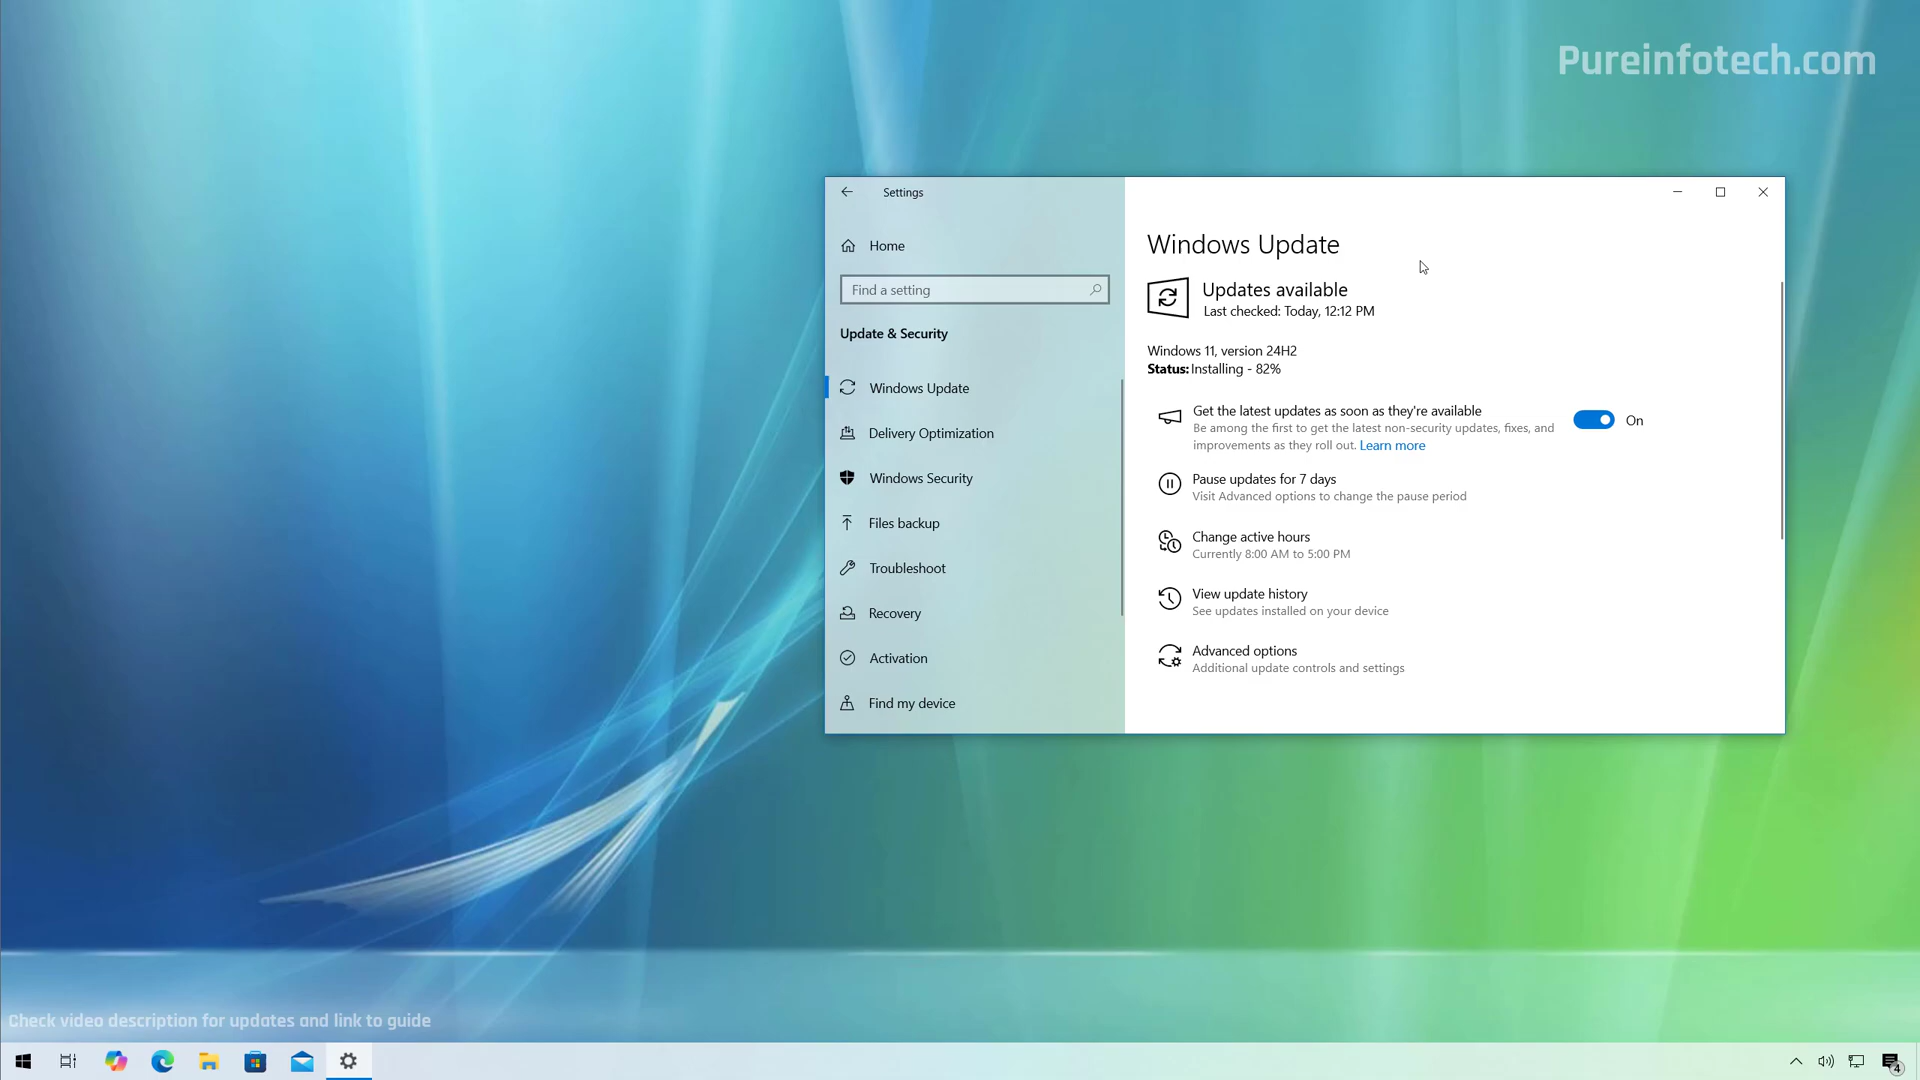 Pureinfotech.com
Settings
Home
Find a setting
Update & Security
Windows Update
Delivery Optimization
Windows Security
Files backup
Troubleshoot
Recovery
Activation
Find my device
Windows Update
Updates available
Last checked: Today, 12:12 PM
Windows 11, version 24H2
Status: Installing - 82%
Get the latest updates as soon as they're available
Be among the first to get the latest non-security updates, fixes, and
improvements as they roll out. Learn more
On
Pause updates for 7 days
Visit Advanced options to change the pause period
Change active hours
Currently 8:00 AM to 5:00 PM
View update history
See updates installed on your device
Advanced options
Additional update controls and settings
Check video description for updates and link to guide
4